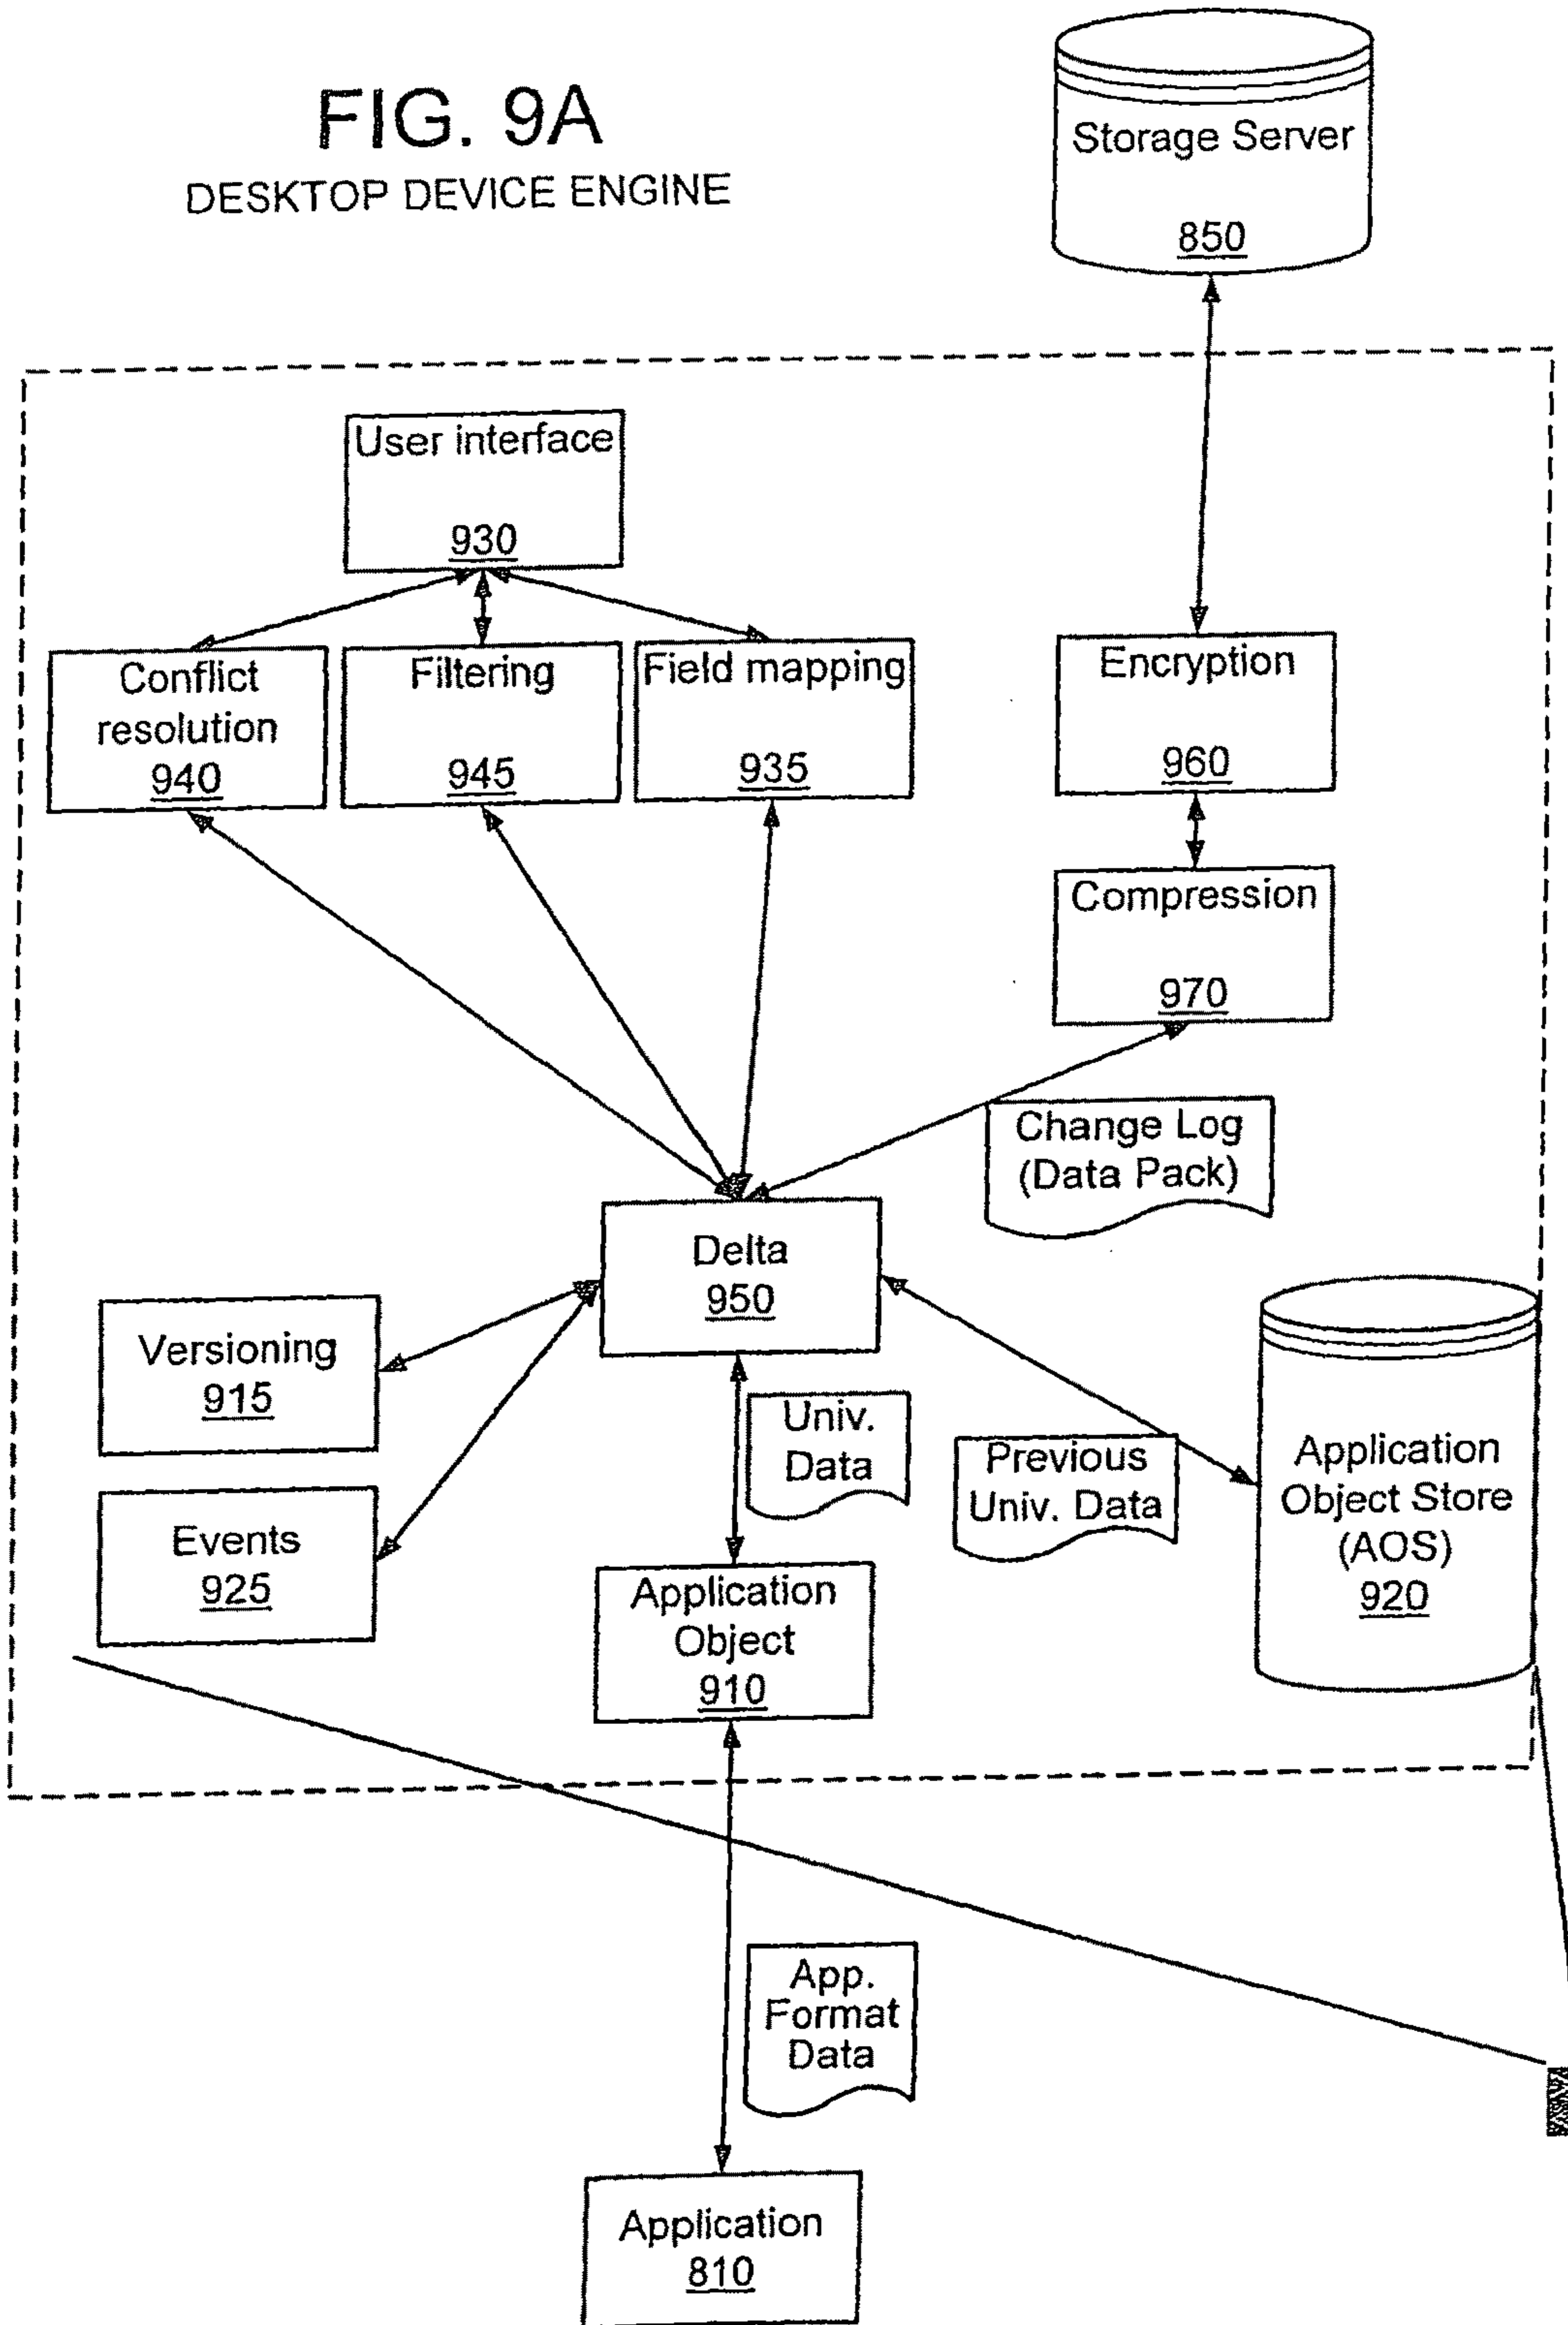 FIG. 9A
DESKTOP DEVICE ENGINE
Storage Server
850
User interface
930
Conflict
resolution
940
Filtering
945
Field mapping
935
Encryption
960
Compression
970
Change Log
(Data Pack)
Delta
950
Versioning
915
Events
925
Univ.
Data
Previous
Univ. Data
Application
Object Store
(AOS)
920
Application
Object
910
App.
Format
Data
Application
810